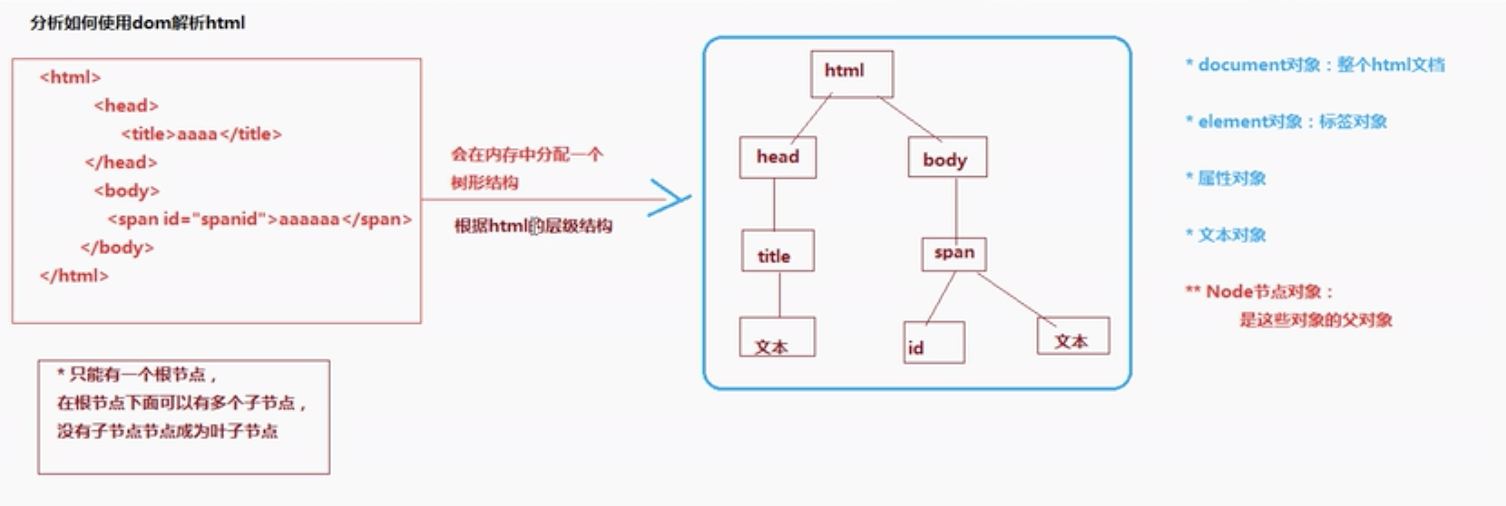 分析如何使用dom解析html
<html>
<head>
<title>aaaa</title>
</head>
<body>
<span id="spanid">aaaaaa</span>
</body>
</html>
会在内存中分配一个
树形结构
根据html的层级结构
* 只能有一个根节点，
在根节点下面可以有多个子节点，
没有子节点节点成为叶子节点
html
head
body
title
span
文本
id
文本
* document对象：整个html文档
* element对象：标签对象
* 属性对象
* 文本对象
** Node节点对象：
是这些对象的父对象